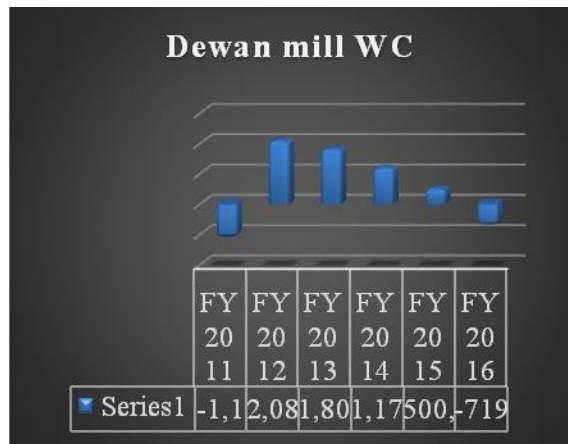 Dewan mill WC
FY FY FY FY FY FY
20 20 20 20 20 20
11 12 13 14 15 16
Series1 -1,1 2,08 1,80 1,17 500, -719